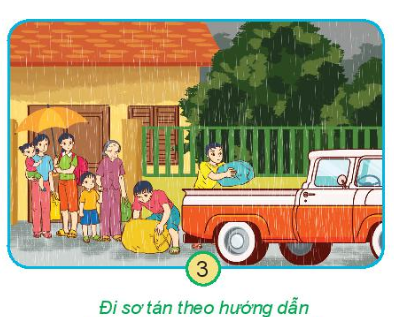 3
Đi sơ tán theo hướng dẫn